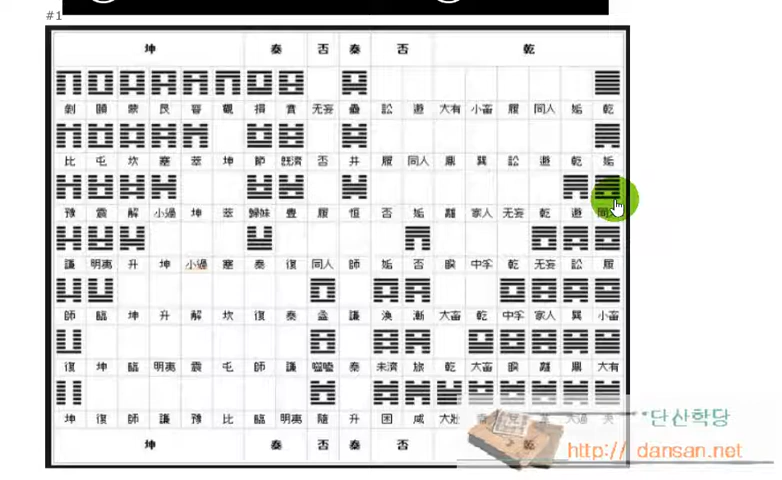 #1
坤 泰 否 泰 否 乾
剝 頤 蒙 艮 晉 觀 損 賁 无妄 蠱 訟 遯 大有 小畜 履 同人 姤 乾
比 屯 坎 蹇 萃 坤 節 旣濟 否 井 履 同人 鼎 巽 訟 遯 乾 姤
豫 震 解 小過 坤 萃 歸妹 豊 履 恒 否 姤 離 家人 无妄 乾 遯
謙 明夷 升 坤 小過 蹇 泰 復 同人 師 姤 否 睽 中孚 乾 无妄 訟 履
師 臨 坤 升 解 坎 復 泰 謙 渙 漸 大畜 乾 中孚 家人 巽 小畜
復 坤 臨 明夷 震 屯 師 謙 噬嗑 泰 未濟 旅 乾 大畜 睽 離 鼎 大有
坤 復 師 謙 豫 比 臨 明夷 隨 升 困 咸 大壯
坤 泰 否 泰 否 乾
단산학당
http://dansan.net